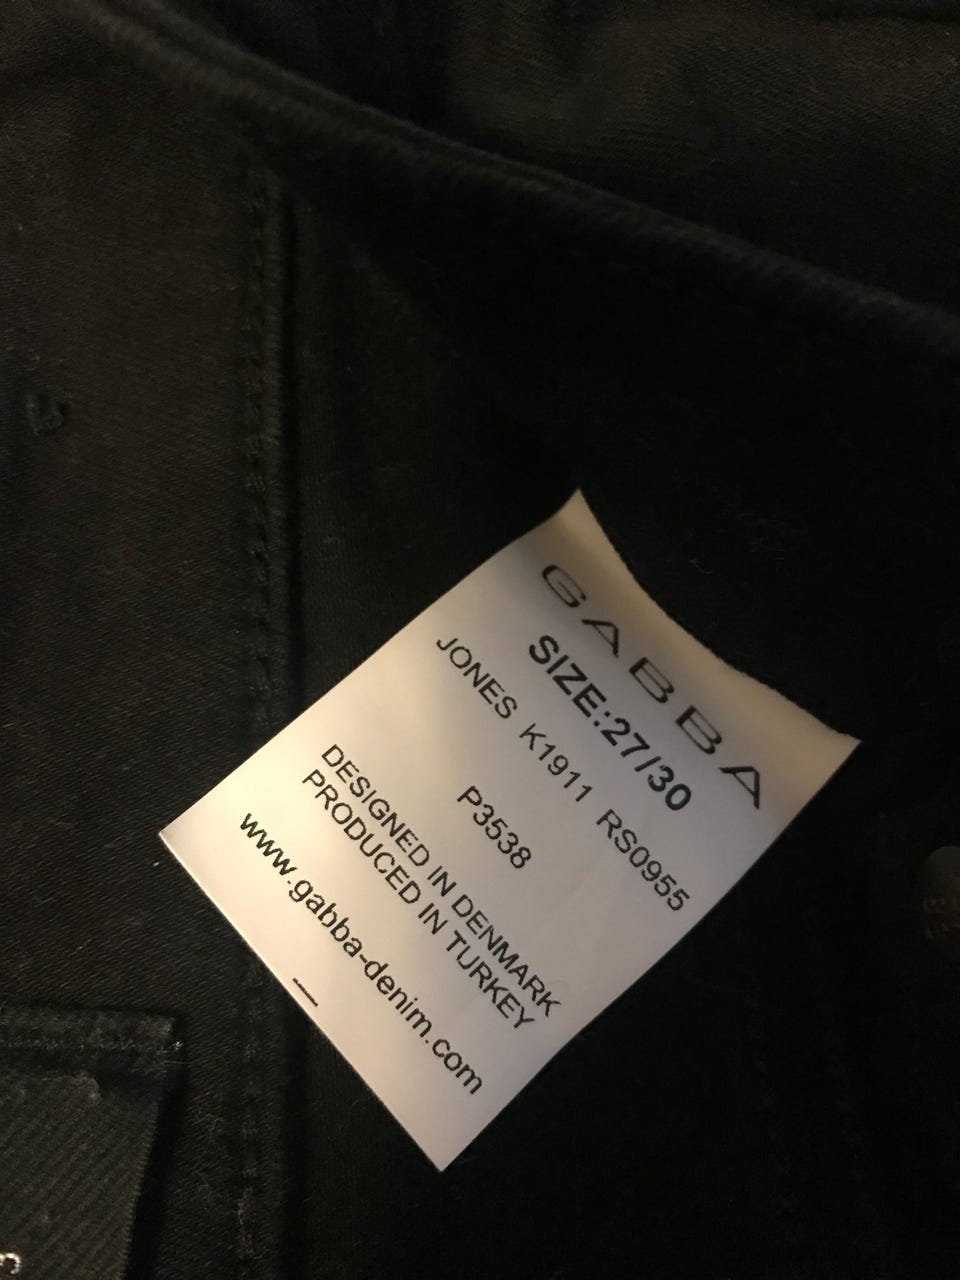 GABBA
SIZE:27/30
JONES K1911 RS0955
P3538
DESIGNED IN DENMARK
PRODUCED IN TURKEY
www.gabba-denim.com